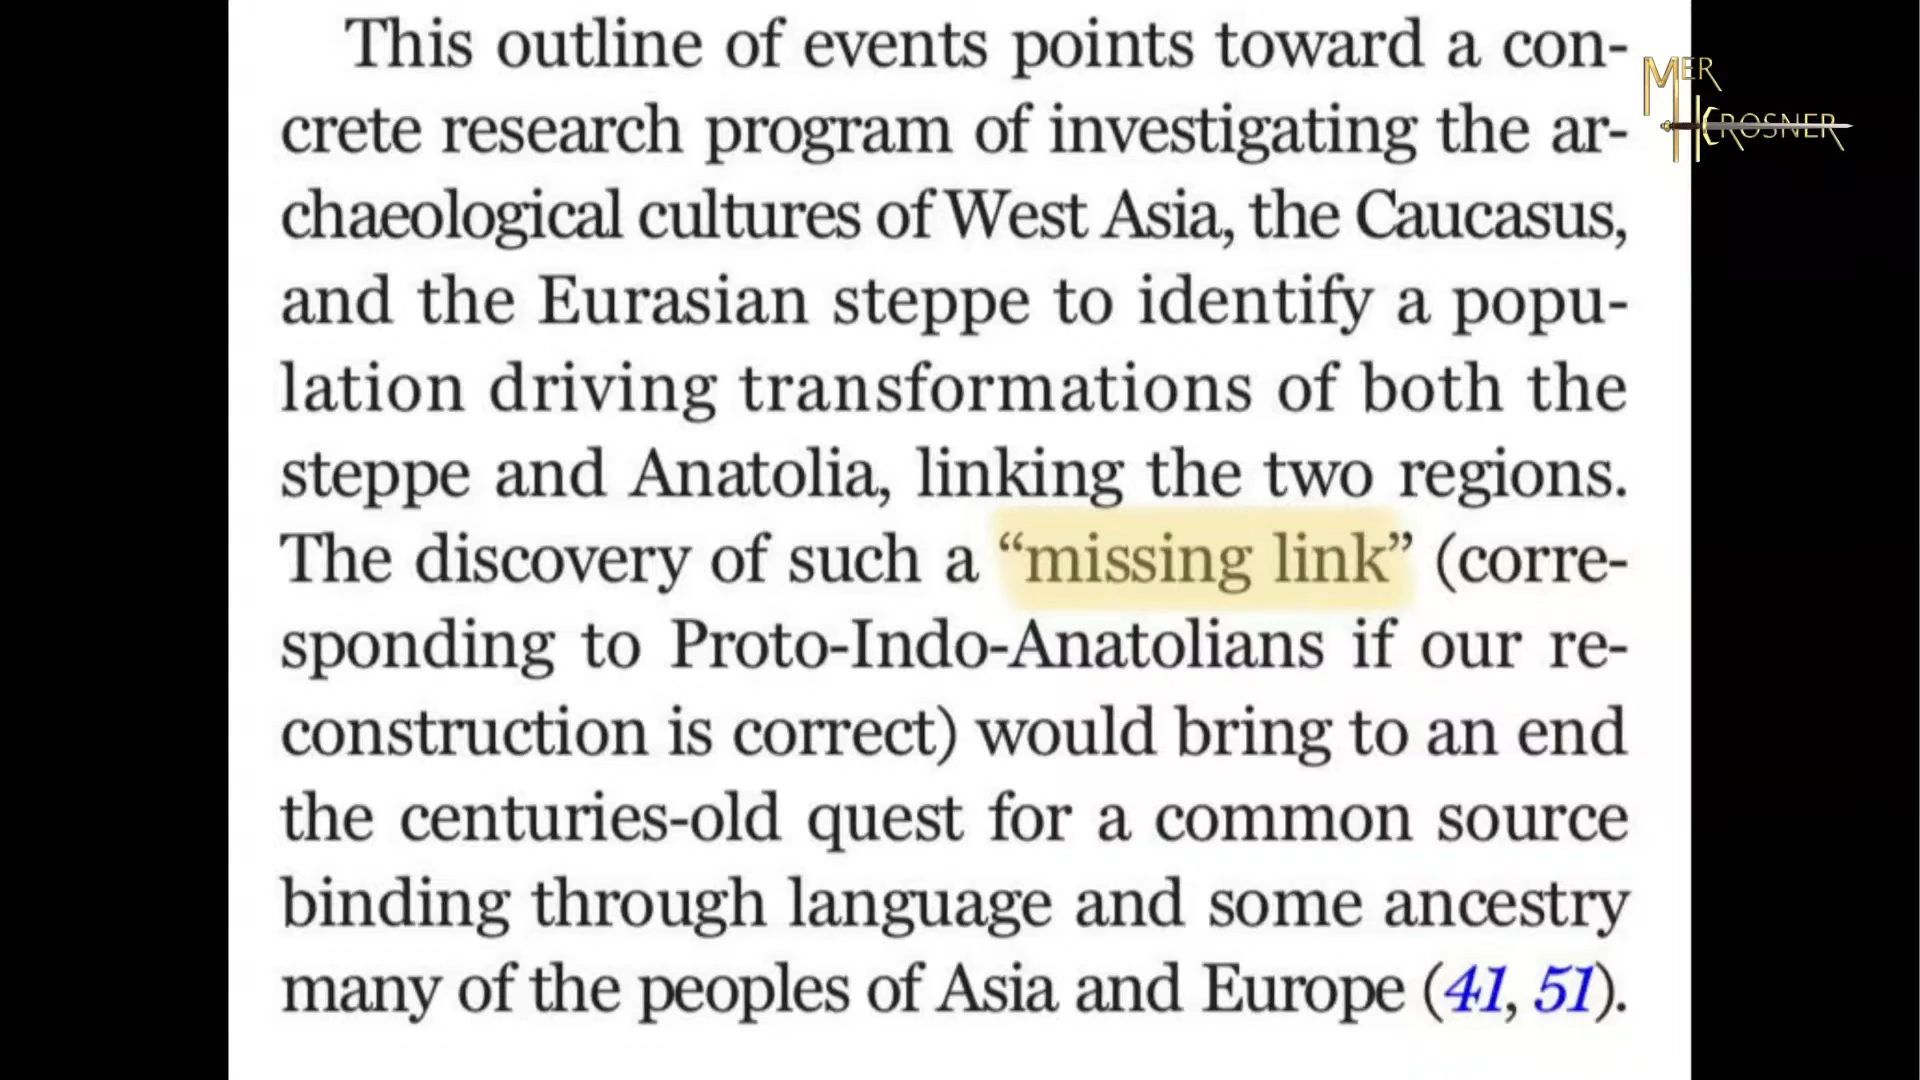 This outline of events points toward a con-
crete research program of investigating the ar-
chaeological cultures of West Asia, the Caucasus,
and the Eurasian steppe to identify a popu-
lation driving transformations of both the
steppe and Anatolia, linking the two regions.
The discovery of such a “missing link” (corre-
sponding to Proto-Indo-Anatolians if our re-
construction is correct) would bring to an end
the centuries-old quest for a common source
binding through language and some ancestry
many of the peoples of Asia and Europe (41, 51).
MER
KEROSNER